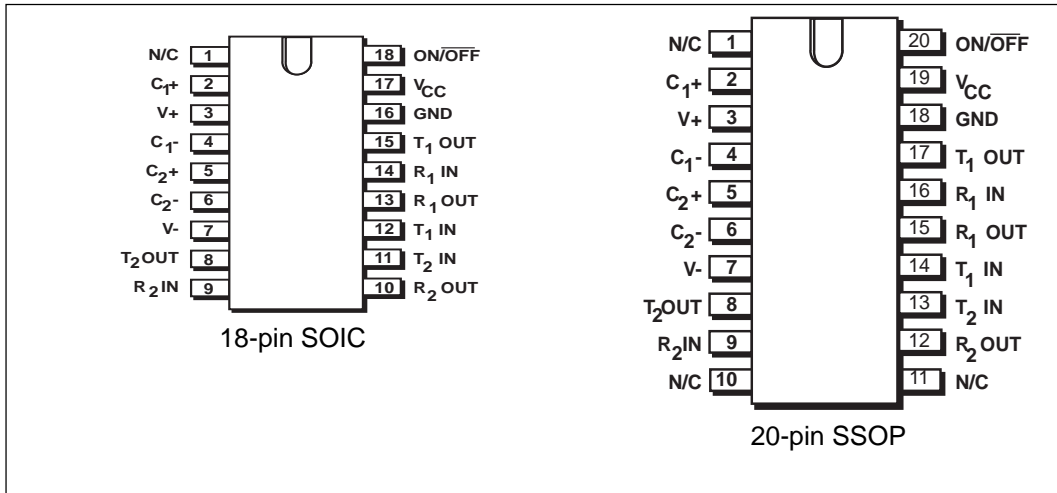 N/C 1 18 ON/OFF
C1+ 2 17 VCC
V+ 3 16 GND
C1- 4 15 T1 OUT
C2+ 5 14 R1 IN
C2- 6 13 R1 OUT
V- 7 12 T1 IN
T2OUT 8 11 T2 IN
R2IN 9 10 R2 OUT
18-pin SOIC
N/C 1 20 ON/OFF
C1+ 2 19 VCC
V+ 3 18 GND
C1- 4 17 T1 OUT
C2+ 5 16 R1 IN
C2- 6 15 R1 OUT
V- 7 14 T1 IN
T2OUT 8 13 T2 IN
R2IN 9 12 R2 OUT
N/C 10 11 N/C
20-pin SSOP